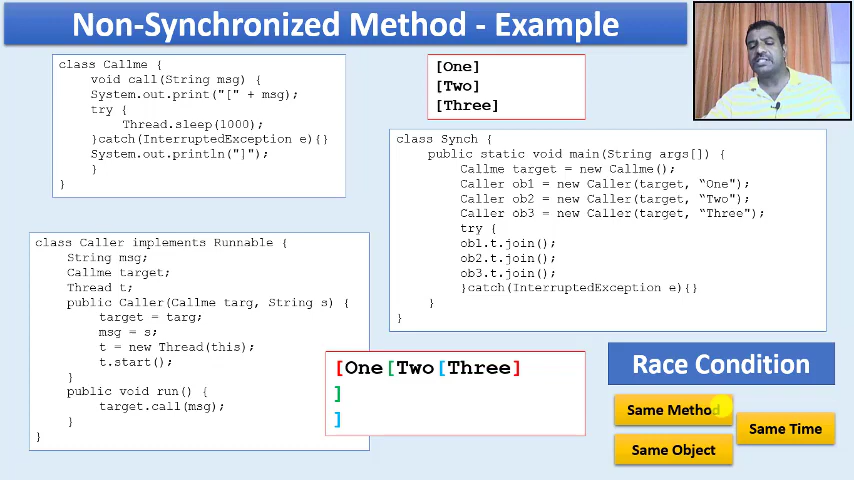 Non-Synchronized Method - Example
class Callme {
void call(String msg) {
System.out.print("[" + msg);
try {
Thread.sleep(1000);
}catch(InterruptedException e){}
System.out.println("]");
}
}
[One]
[Two]
[Three]
class Synch {
public static void main(String args[]) {
Callme target = new Callme();
Caller ob1 = new Caller(target, “One");
Caller ob2 = new Caller(target, “Two");
Caller ob3 = new Caller(target, “Three");
try {
ob1.t.join();
ob2.t.join();
ob3.t.join();
}catch(InterruptedException e){}
}
}
class Caller implements Runnable {
String msg;
Callme target;
Thread t;
public Caller(Callme targ, String s) {
target = targ;
msg = s;
t = new Thread(this);
t.start();
}
public void run() {
target.call(msg);
}
}
[One[Two[Three]
]
]
Race Condition
Same Method
Same Time
Same Object